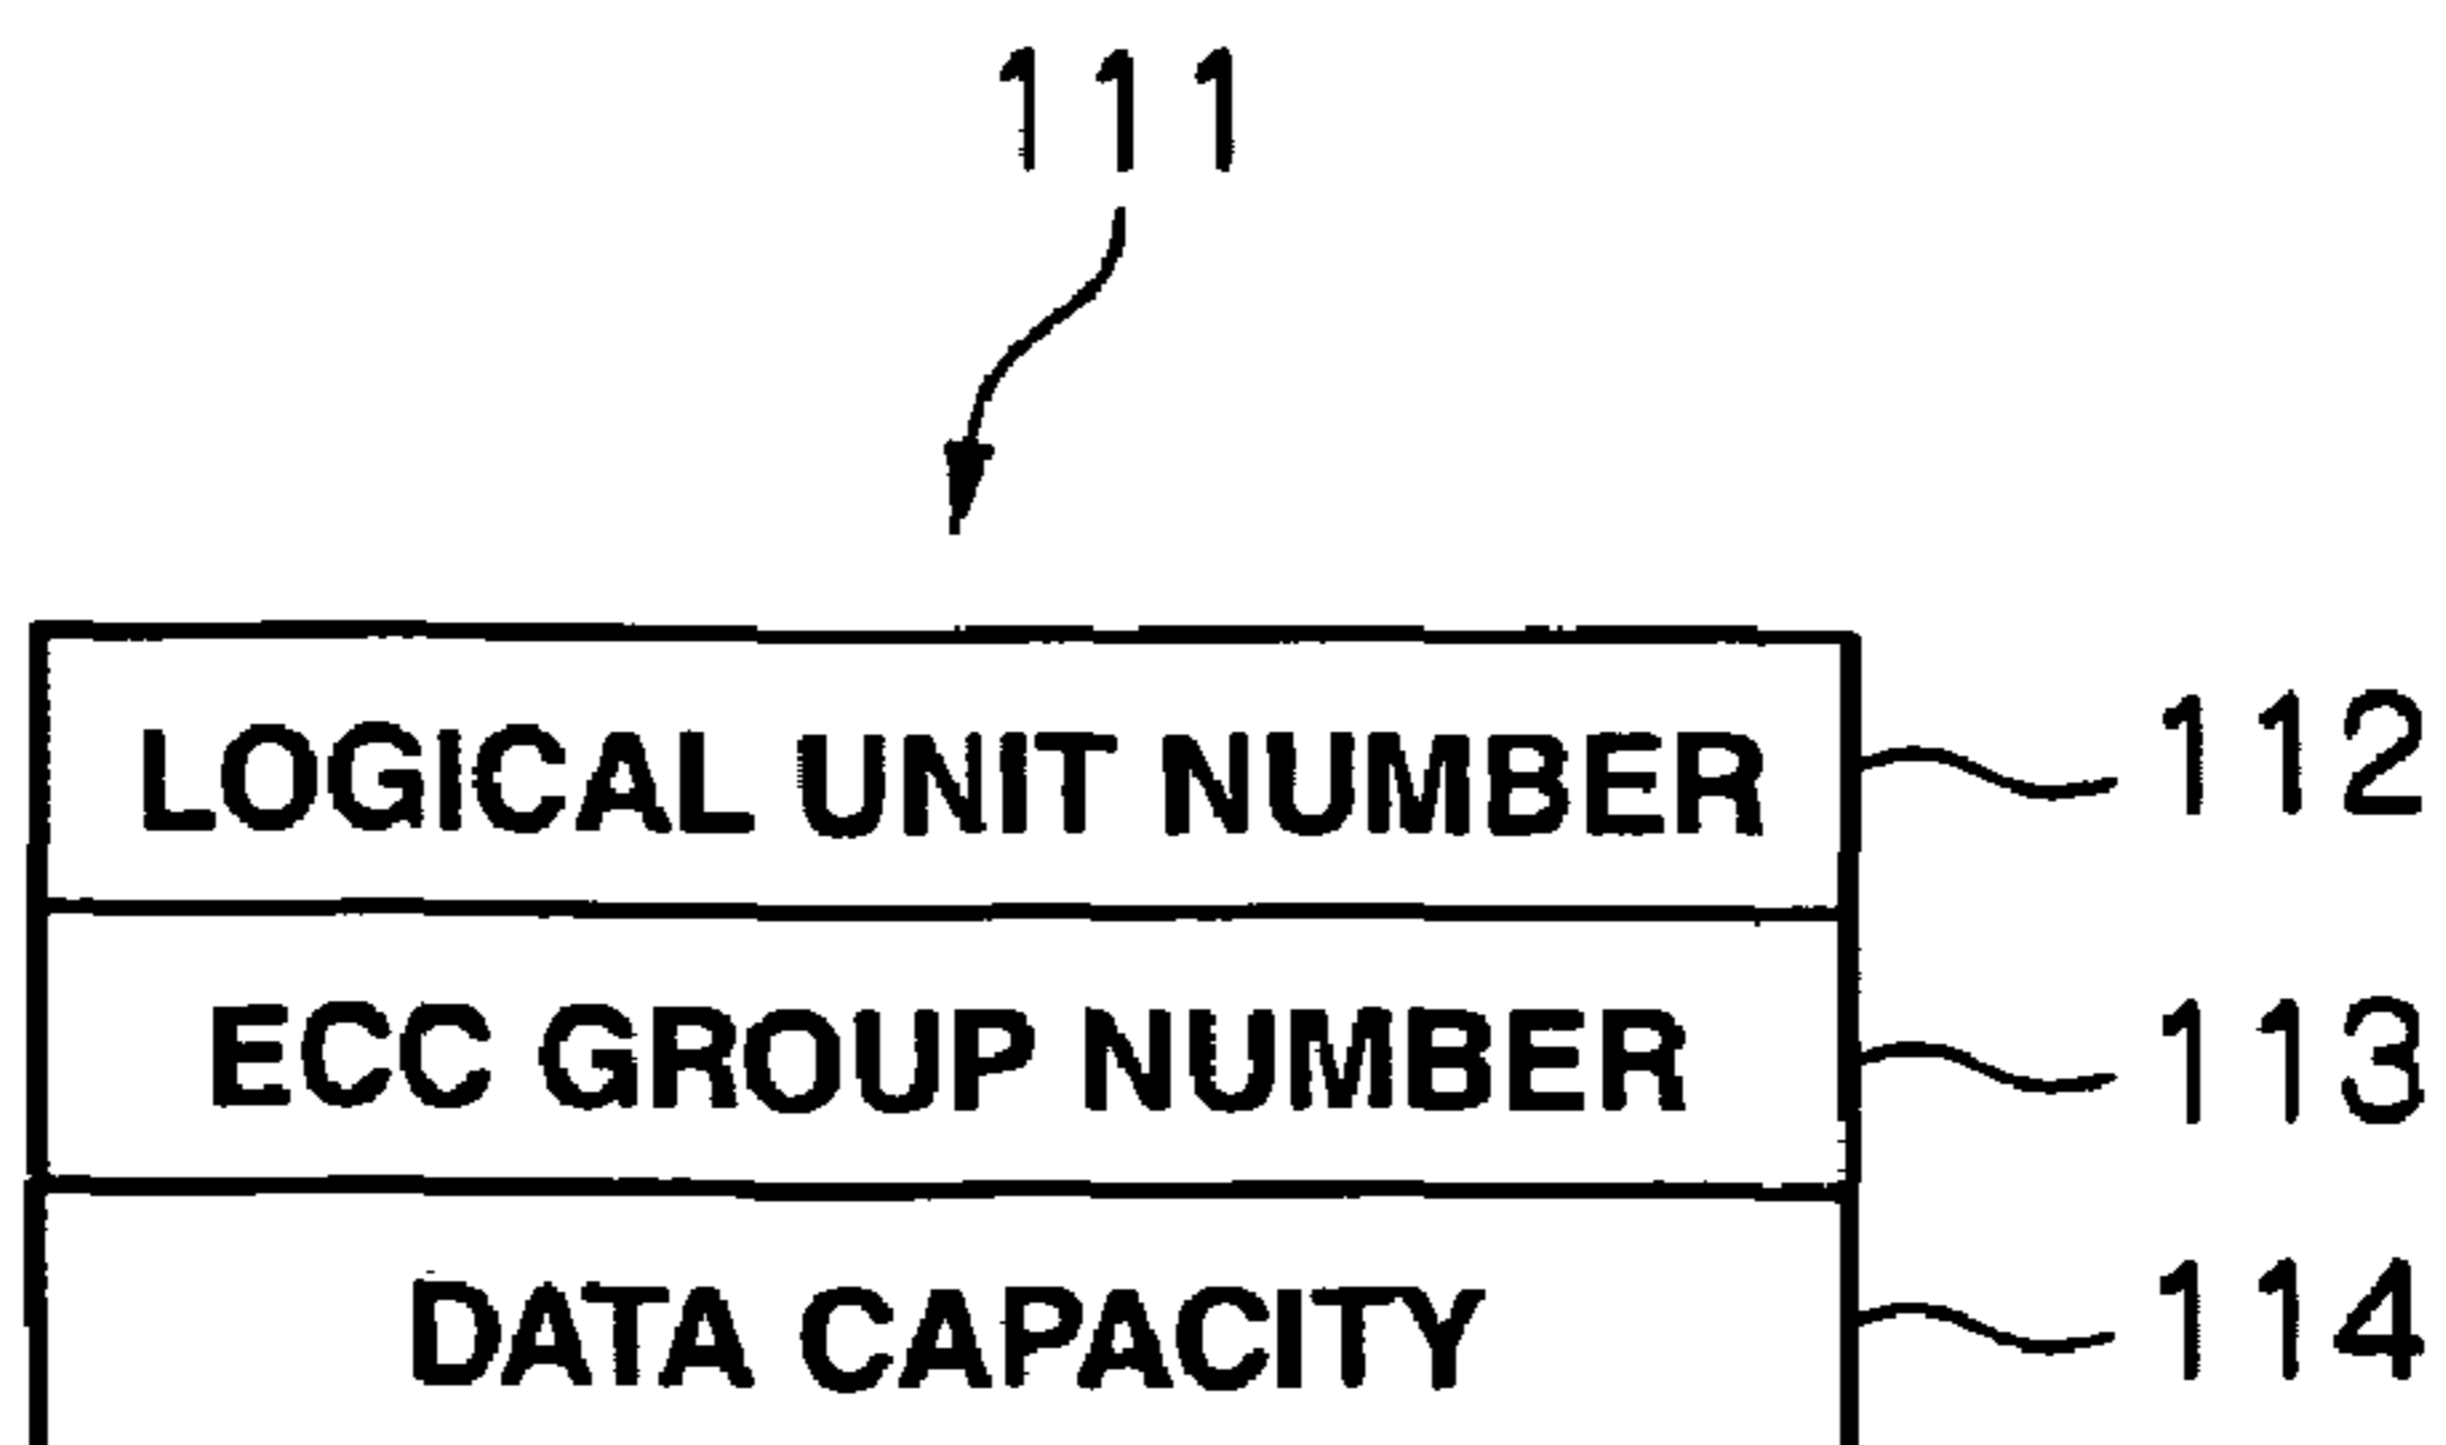 111
LOGICAL UNIT NUMBER 112
ECC GROUP NUMBER 113
DATA CAPACITY 114